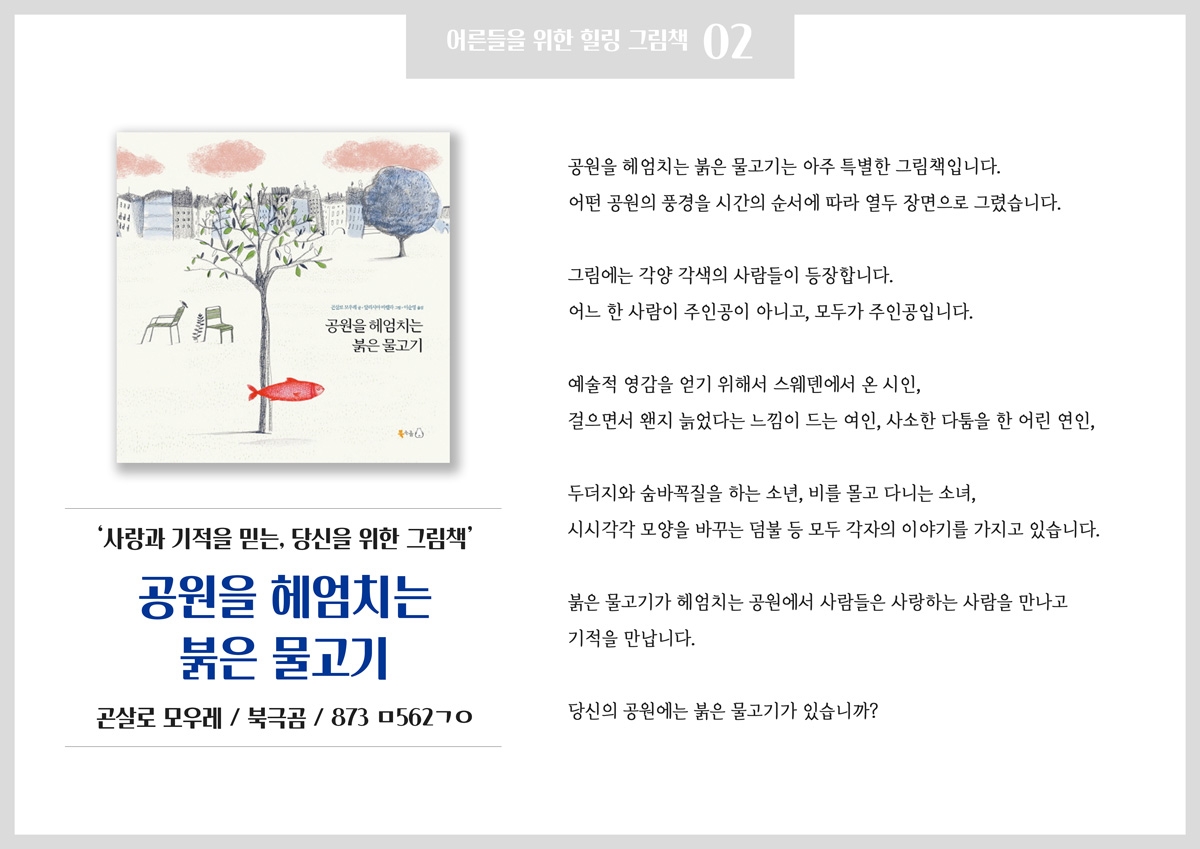 어른들을 위한 힐링 그림책 02
공원을 헤엄치는
붉은 물고기
‘사랑과 기적을 믿는, 당신을 위한 그림책’
공원을 헤엄치는
붉은 물고기
곤살로 모우레 / 북극곰 / 873 ㅁ562ㄱㅇ
공원을 헤엄치는 붉은 물고기는 아주 특별한 그림책입니다.
어떤 공원의 풍경을 시간의 순서에 따라 열두 장면으로 그렸습니다.
그림에는 각양 각색의 사람들이 등장합니다.
어느 한 사람이 주인공이 아니고, 모두가 주인공입니다.
예술적 영감을 얻기 위해서 스웨덴에서 온 시인,
걸으면서 왠지 늙었다는 느낌이 드는 여인, 사소한 다툼을 한 어린 연인,
두더지와 숨바꼭질을 하는 소년, 비를 몰고 다니는 소녀,
시시각각 모양을 바꾸는 덤불 등 모두 각자의 이야기를 가지고 있습니다.
붉은 물고기가 헤엄치는 공원에서 사람들은 사랑하는 사람을 만나고
기적을 만납니다.
당신의 공원에는 붉은 물고기가 있습니까?